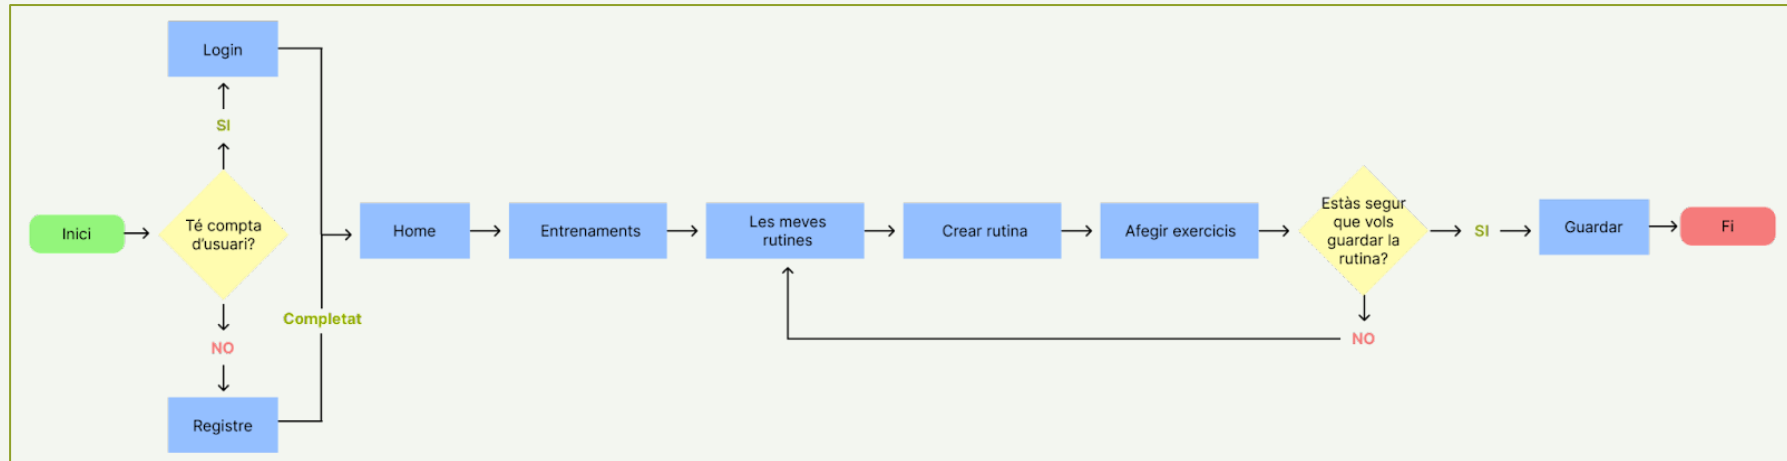 Inici
Té compta
d'usuari?
SI
Login
NO
Registre
Completat
Home
Entrenaments
Les meves
rutines
Crear rutina
Afegir exercicis
Estàs segur
que vols
guardar la
rutina?
SI
NO
Guardar
Fi